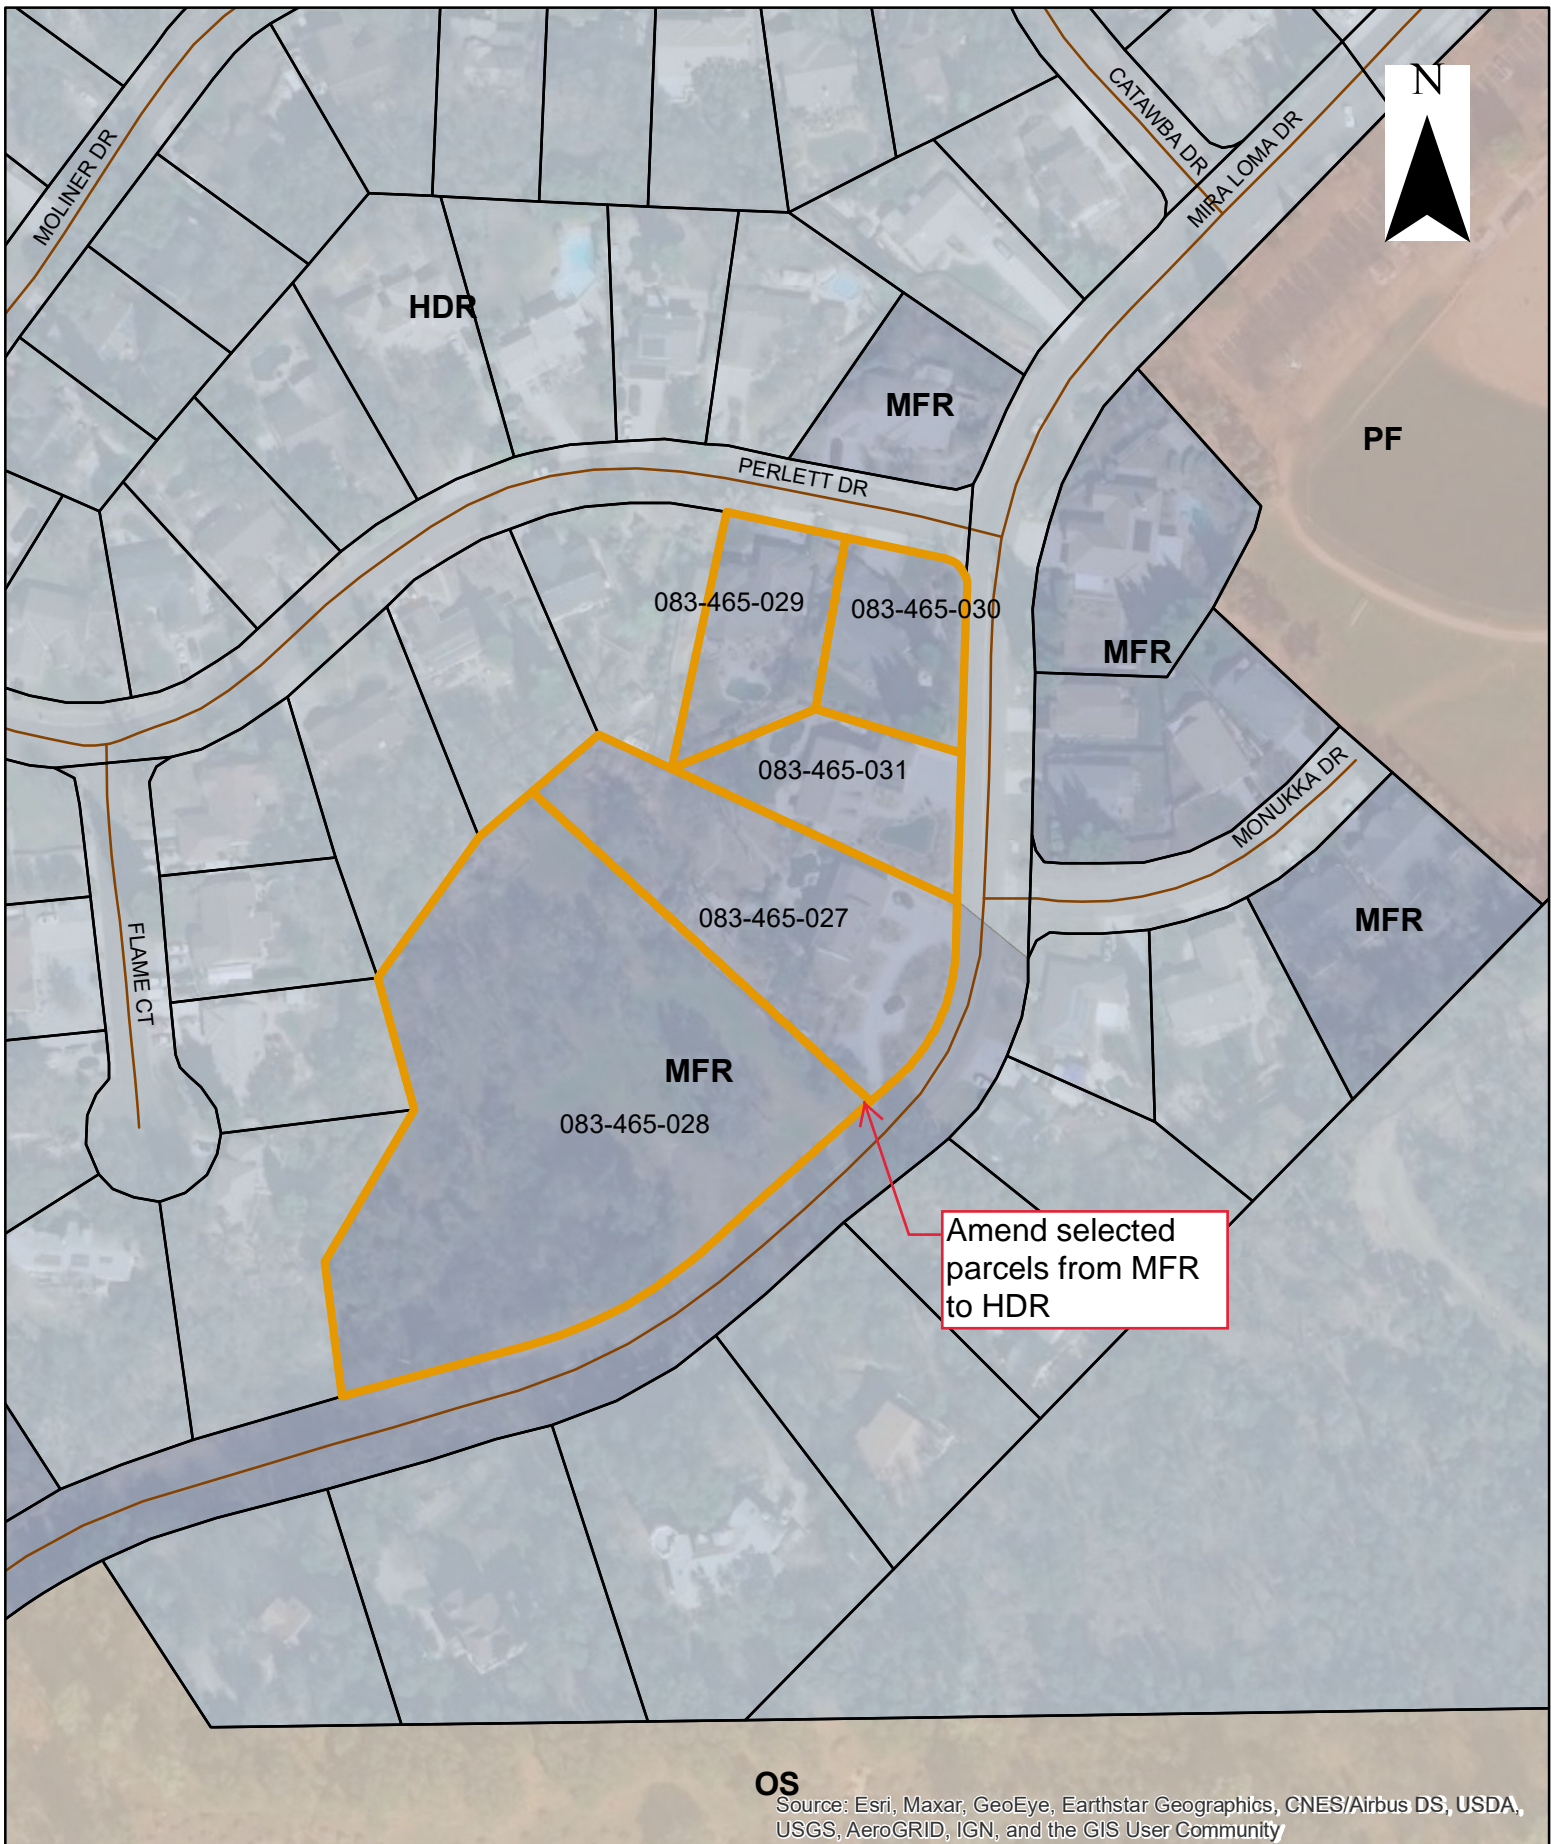 N
CATAWBA DR
MIRA LOMA DR
MOLINER DR
HDR
MFR
PF
PERLETT DR
083-465-029
083-465-030
MFR
083-465-031
MONUKKA DR
083-465-027
MFR
FLAME CT
MFR
083-465-028
Amend selected
parcels from MFR
to HDR
OS
Source: Esri, Maxar, GeoEye, Earthstar Geographics, CNES/Airbus DS, USDA,
USGS, AeroGRID, IGN, and the GIS User Community